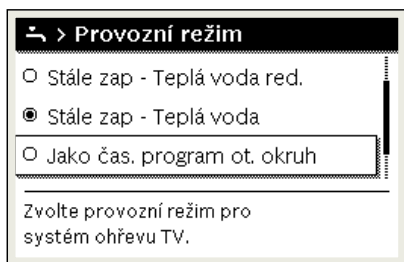 > Provozní režim
Stále zap - Teplá voda red.
Stále zap - Teplá voda
Jako čas. program ot. okruh
Zvolte provozní režim pro
systém ohřevu TV.